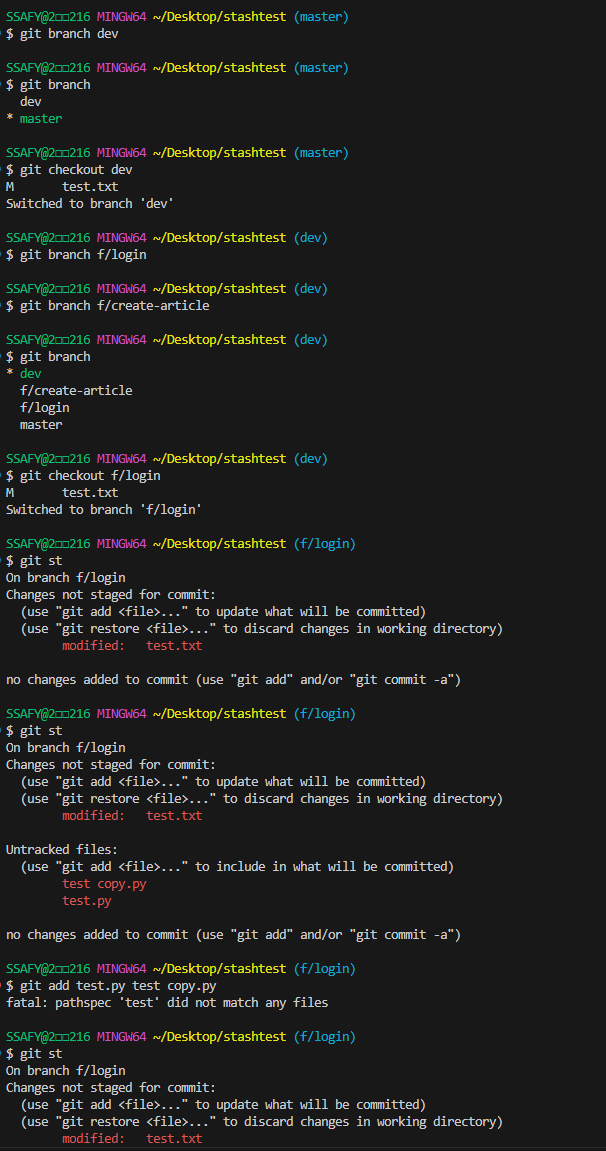 SSAFY@2□□216 MINGW64 ~/Desktop/stashtest (master)
$ git branch dev
SSAFY@2□□216 MINGW64 ~/Desktop/stashtest (master)
$ git branch
  dev
* master
SSAFY@2□□216 MINGW64 ~/Desktop/stashtest (master)
$ git checkout dev
M       test.txt
Switched to branch 'dev'
SSAFY@2□□216 MINGW64 ~/Desktop/stashtest (dev)
$ git branch f/login
SSAFY@2□□216 MINGW64 ~/Desktop/stashtest (dev)
$ git branch f/create-article
SSAFY@2□□216 MINGW64 ~/Desktop/stashtest (dev)
$ git branch
* dev
  f/create-article
  f/login
  master
SSAFY@2□□216 MINGW64 ~/Desktop/stashtest (dev)
$ git checkout f/login
M       test.txt
Switched to branch 'f/login'
SSAFY@2□□216 MINGW64 ~/Desktop/stashtest (f/login)
$ git st
On branch f/login
Changes not staged for commit:
  (use "git add <file>..." to update what will be committed)
  (use "git restore <file>..." to discard changes in working directory)
        modified:   test.txt
no changes added to commit (use "git add" and/or "git commit -a")
SSAFY@2□□216 MINGW64 ~/Desktop/stashtest (f/login)
$ git st
On branch f/login
Changes not staged for commit:
  (use "git add <file>..." to update what will be committed)
  (use "git restore <file>..." to discard changes in working directory)
        modified:   test.txt
Untracked files:
  (use "git add <file>..." to include in what will be committed)
        test copy.py
        test.py
no changes added to commit (use "git add" and/or "git commit -a")
SSAFY@2□□216 MINGW64 ~/Desktop/stashtest (f/login)
$ git add test.py test copy.py
fatal: pathspec 'test' did not match any files
SSAFY@2□□216 MINGW64 ~/Desktop/stashtest (f/login)
$ git st
On branch f/login
Changes not staged for commit:
  (use "git add <file>..." to update what will be committed)
  (use "git restore <file>..." to discard changes in working directory)
        modified:   test.txt